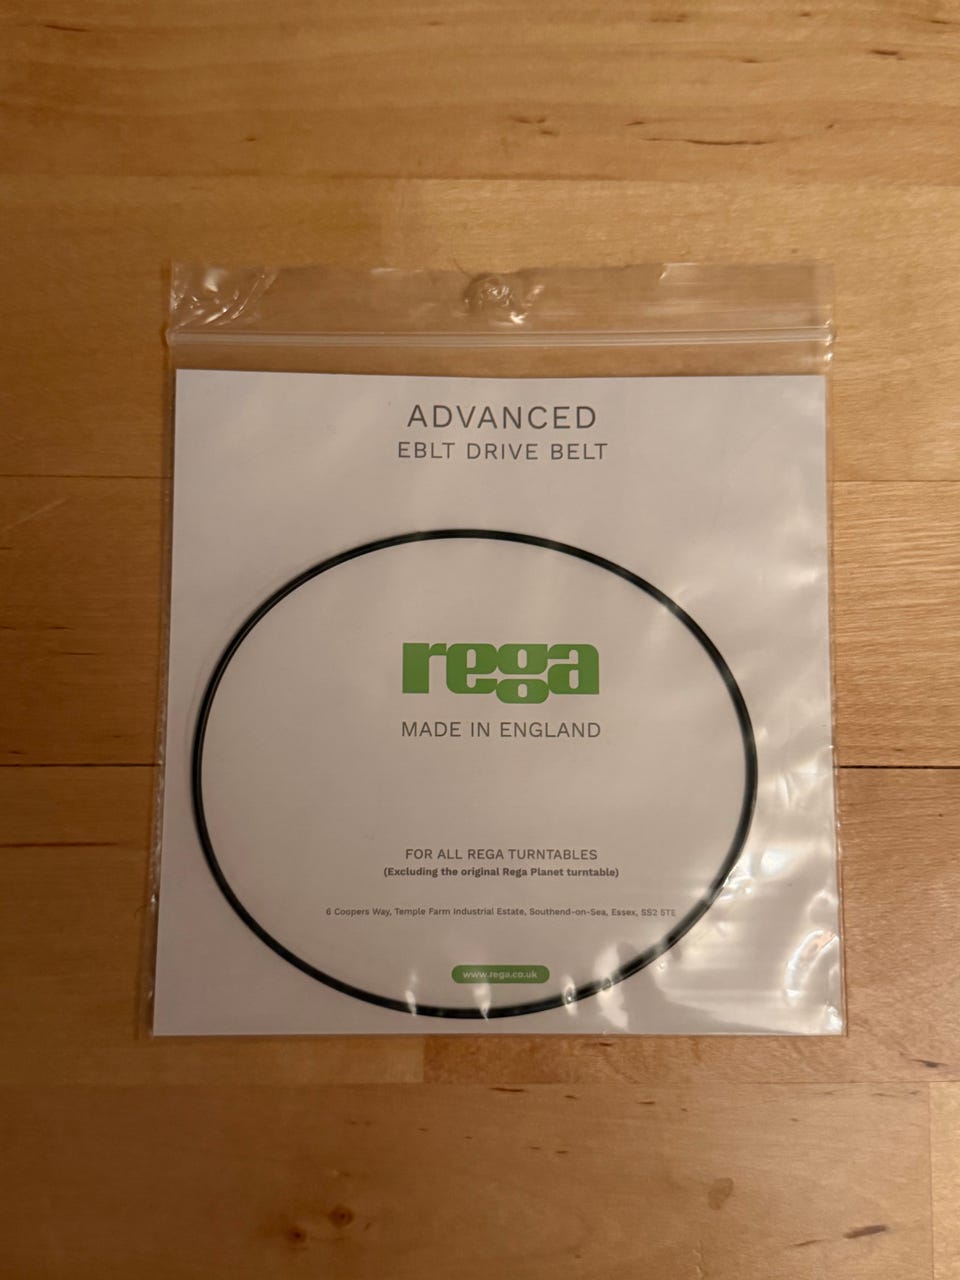 ADVANCED
EBLT DRIVE BELT
rega
MADE IN ENGLAND
FOR ALL REGA TURNTABLES
(Excluding the original Rega Planet turntable)
6 Coopers Way, Temple Farm Industrial Estate, Southend-on-Sea, Essex, SS2 5TE
www.rega.co.uk